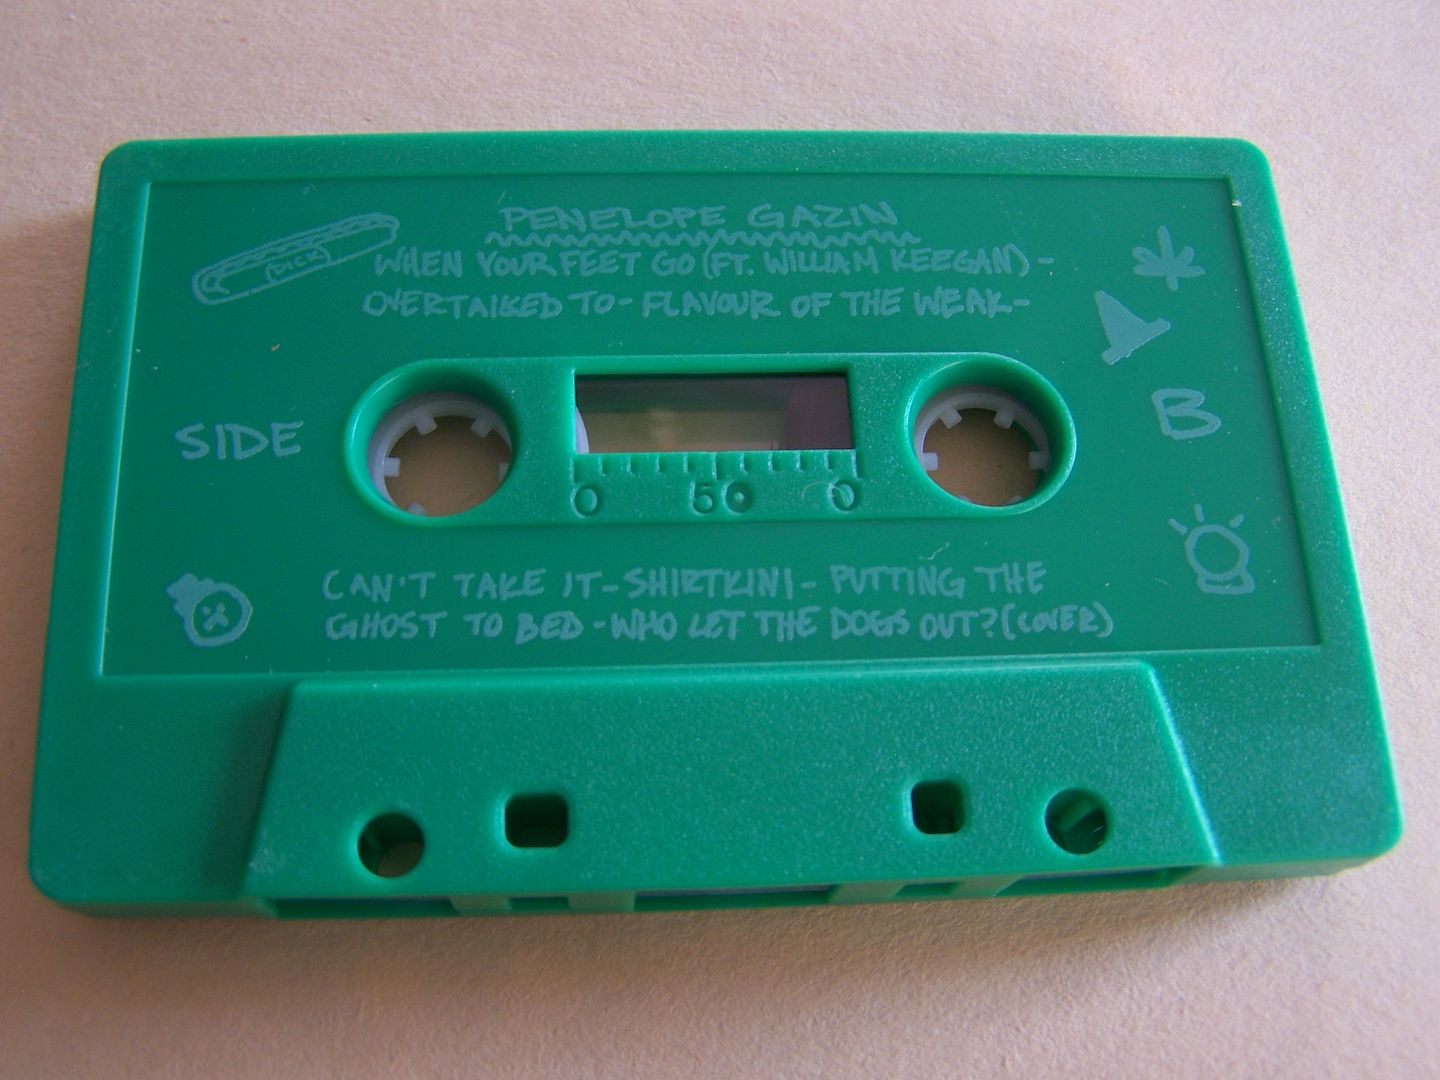 PENELOPE GAZIN
(DICK)
WHEN YOUR FEET GO (FT. WILLIAM KEEGAN) -
OVERTALKED TO - FLAVOUR OF THE WEAK -
SIDE B
0 50 0
CAN'T TAKE IT - SHIRTKINI - PUTTING THE
GHOST TO BED - WHO LET THE DOGS OUT? (COVER)